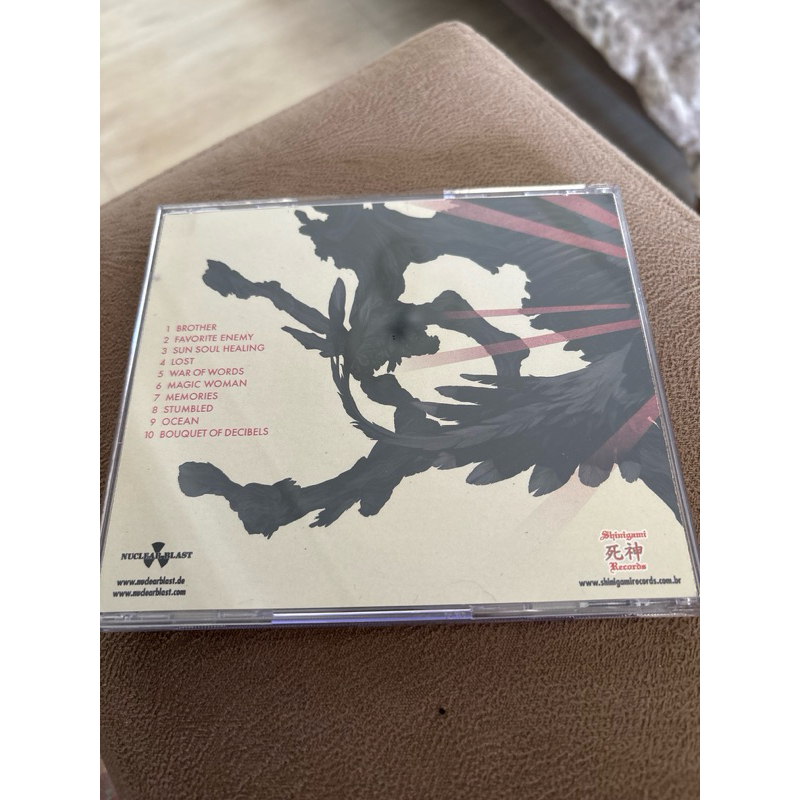 1 BROTHER
2 FAVORITE ENEMY
3 SUN SOUL HEALING
4 LOST
5 WAR OF WORDS
6 MAGIC WOMAN
7 MEMORIES
8 STUMBLED
9 OCEAN
10 BOUQUET OF DECIBELS
NUCLEAR BLAST
www.nuclearblast.de
www.nuclearblast.com
Shinigami
死神
Records
www.shinigamirecords.com.br